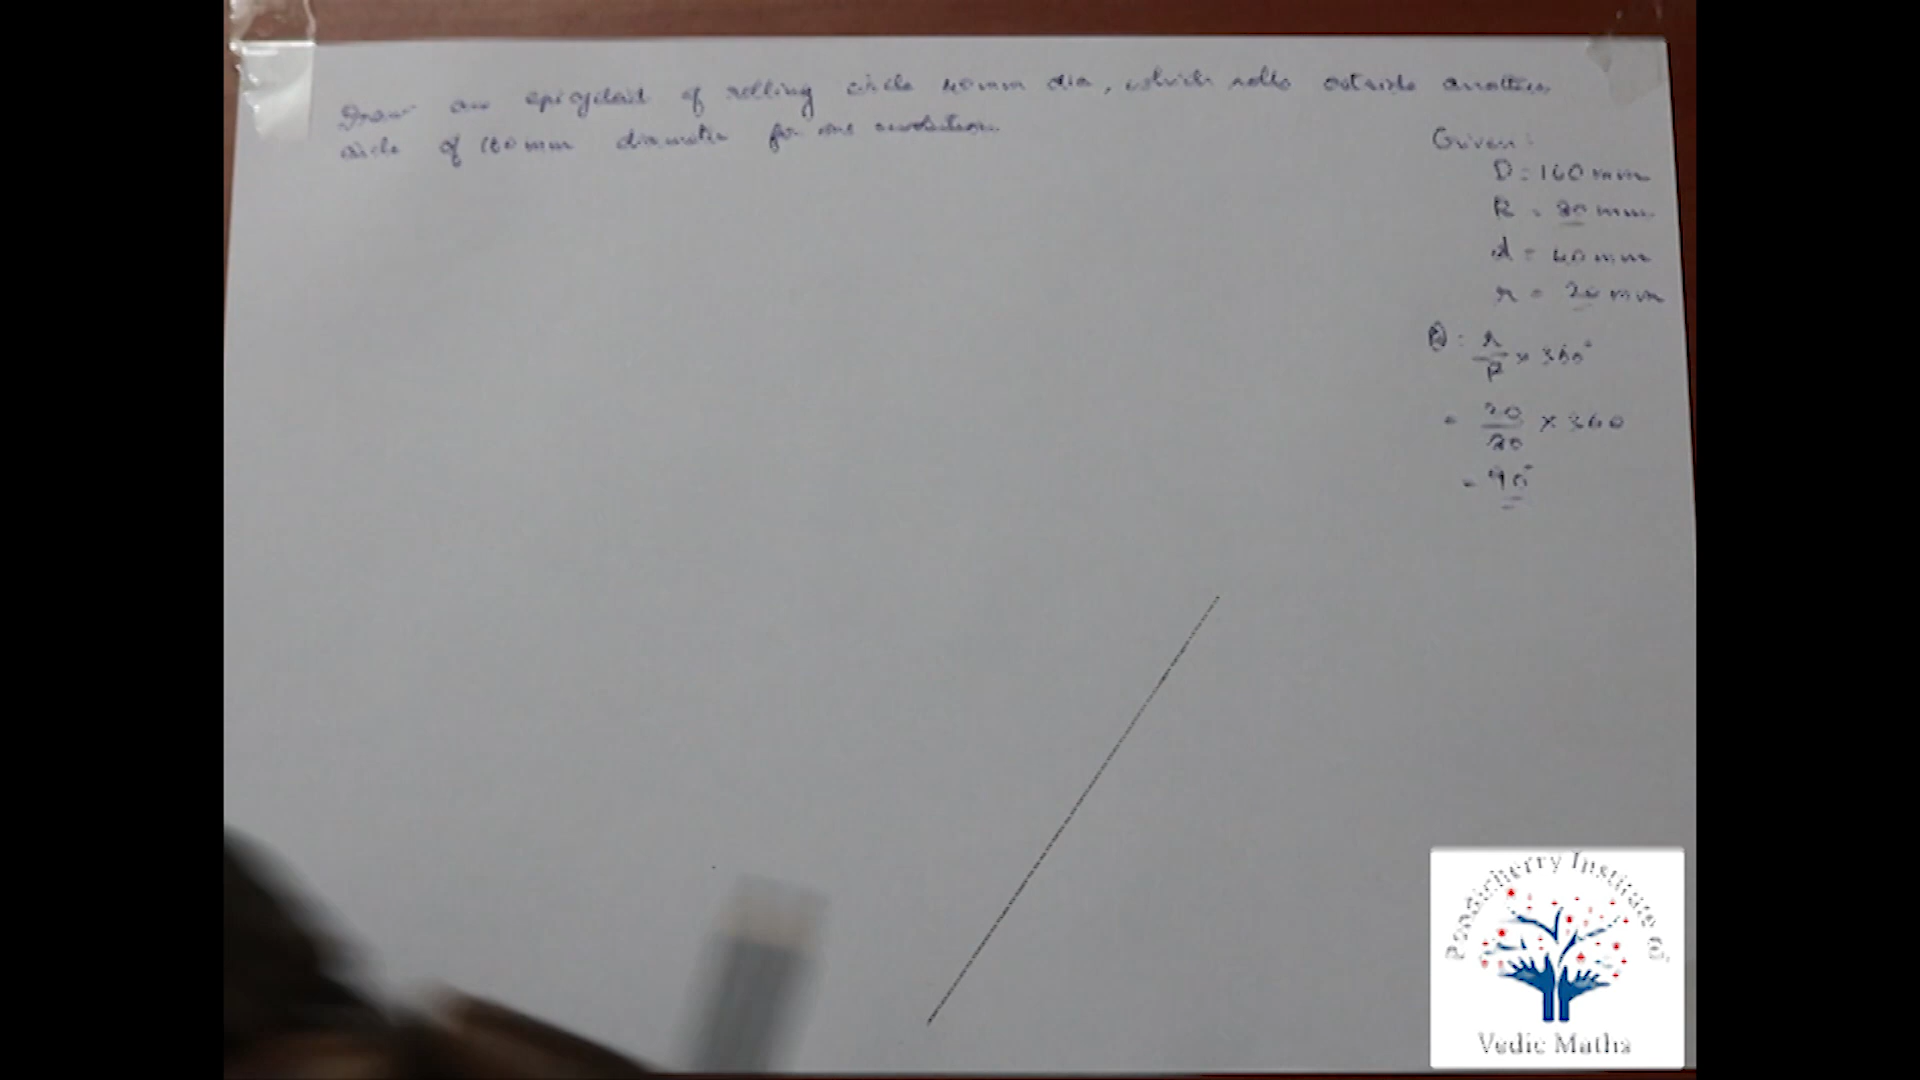 Draw an epicycloid of rolling circle 40mm dia, which rolls outside another
circle of 160mm diameter for one revolution.
Given:
D = 160 mm
R = 80 mm
d = 40 mm
r = 20 mm
θ = r/R × 360°
= 20/80 × 360
= 90°
Pondicherry Institute of
Vedic Maths